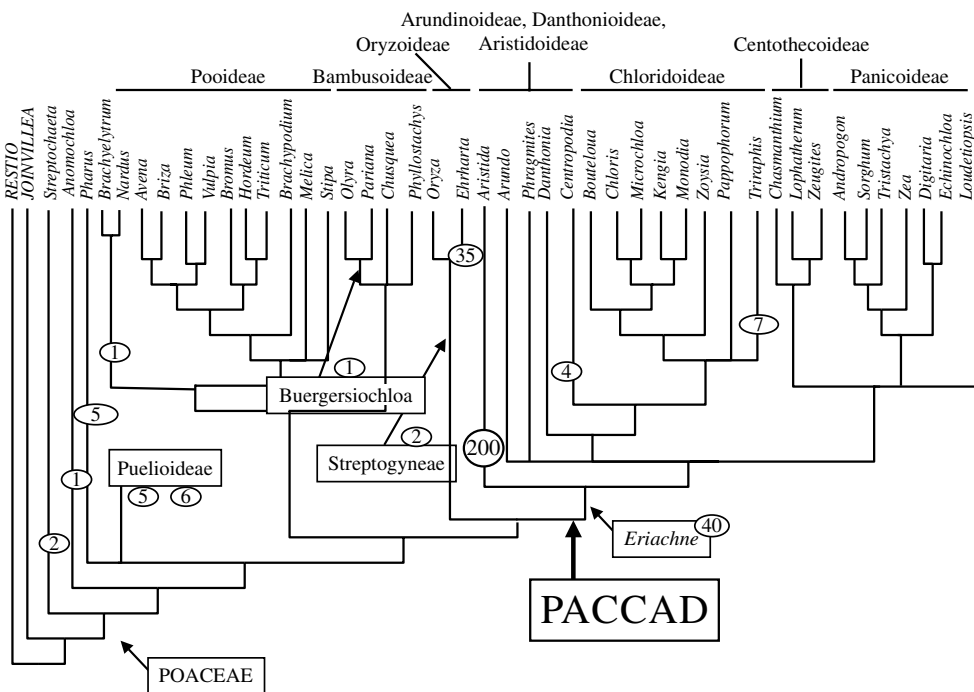 Arundinoideae, Danthonioideae,
Oryzoideae Aristidoideae Centothecoideae
Pooideae Bambusoideae Chloridoideae Panicoideae
RESTIO
JOINVILLEA
Streptochaeta
Anomochloa
Pharus
Brachyelytrum
Nardus
Avena
Briza
Phleum
Vulpia
Bromus
Hordeum
Triticum
Brachypodium
Melica
Stipa
Olyra
Pariana
Chusquea
Phyllostachys
Oryza
Ehrharta
Aristida
Arundo
Phragmites
Danthonia
Centropodia
Bouteloua
Chloris
Microchloa
Kengia
Monodia
Zoysia
Pappophorum
Triraphis
Chasmanthium
Lophatherum
Zeugites
Andropogon
Sorghum
Tristachya
Zea
Digitaria
Echinochloa
Loudetiopsis
35
7
1
1
4
Buergersiochloa
5
2
200
Streptogyneae
Puelioideae
1
5 6
40
Eriachne
2
PACCAD
POACEAE